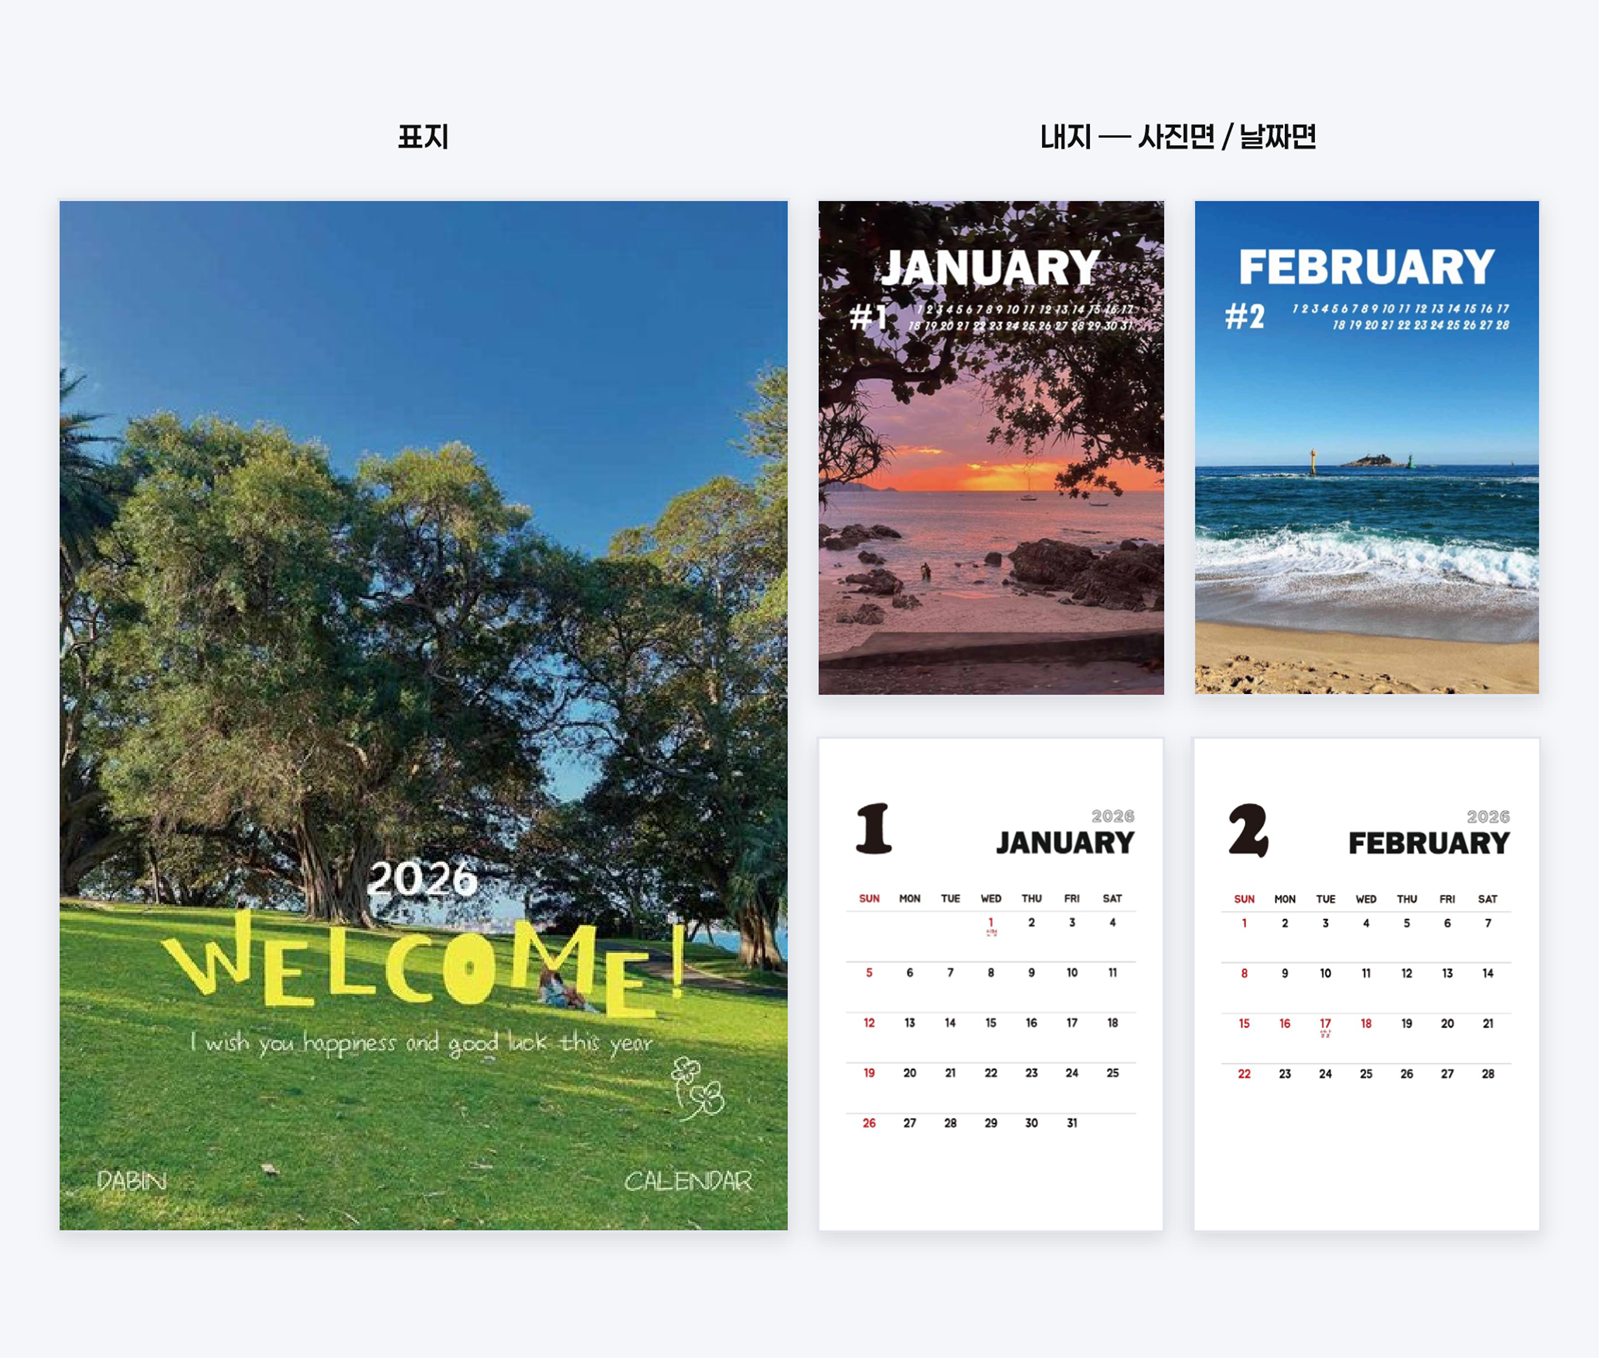 표지
내지 — 사진면 / 날짜면
2026
WELCOME!
I wish you happiness and good luck this year
DABIN
CALENDAR
JANUARY
#1
1 2 3 4 5 6 7 8 9 10 11 12 13 14 15 16 17
18 19 20 21 22 23 24 25 26 27 28 29 30 31
FEBRUARY
#2
1 2 3 4 5 6 7 8 9 10 11 12 13 14 15 16 17
18 19 20 21 22 23 24 25 26 27 28
1
2026
JANUARY
SUN MON TUE WED THU FRI SAT
1 2 3 4
5 6 7 8 9 10 11
12 13 14 15 16 17 18
19 20 21 22 23 24 25
26 27 28 29 30 31
2
2026
FEBRUARY
SUN MON TUE WED THU FRI SAT
1 2 3 4 5 6 7
8 9 10 11 12 13 14
15 16 17 18 19 20 21
22 23 24 25 26 27 28